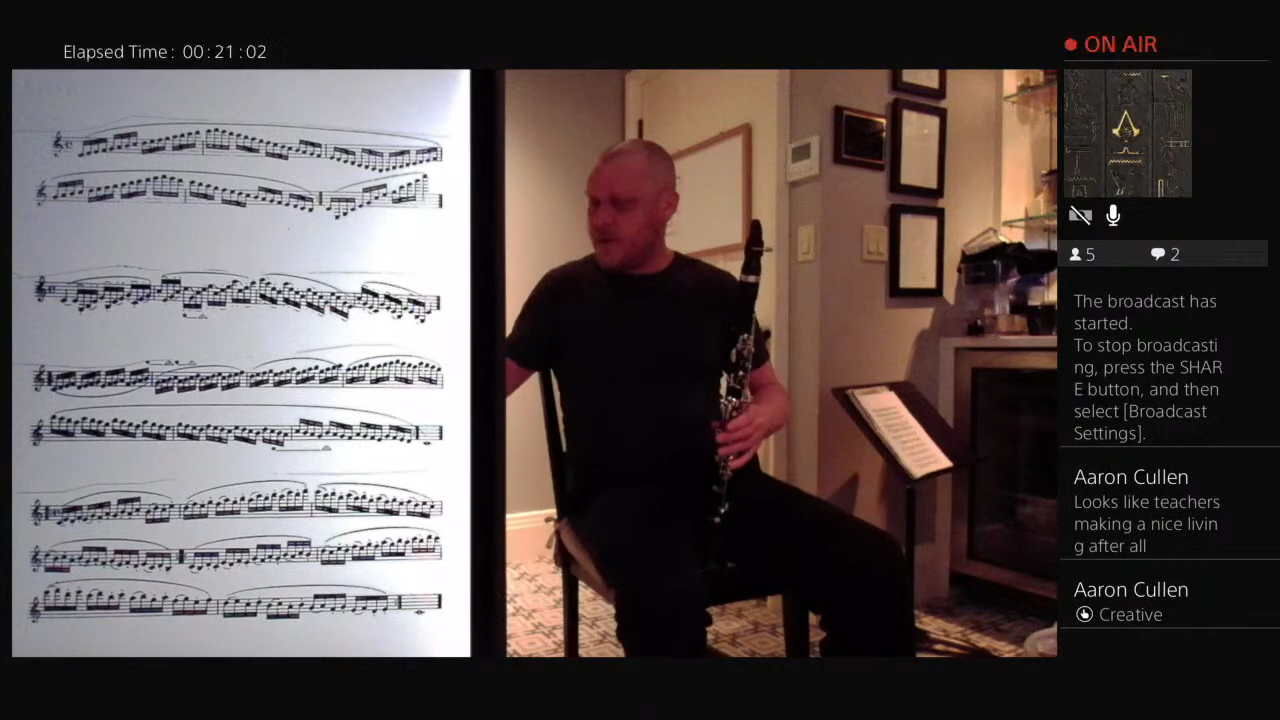 Elapsed Time: 00:21:02
ON AIR
5
2
The broadcast has
started.
To stop broadcasti
ng, press the SHAR
E button, and then
select [Broadcast
Settings].
Aaron Cullen
Looks like teachers
making a nice livin
g after all
Aaron Cullen
Creative